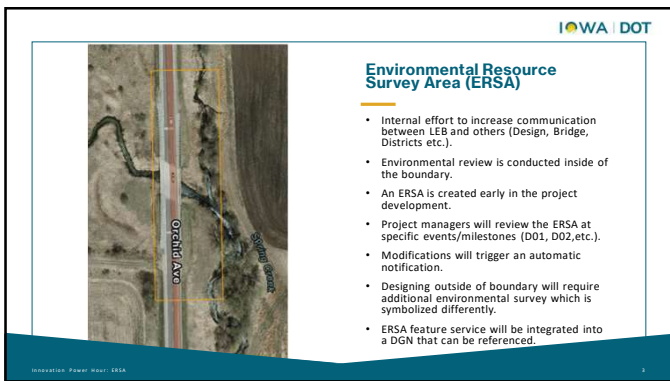 IOWA DOT
Orchid Ave
Environmental Resource
Survey Area (ERSA)
• Internal effort to increase communication
between LEB and others (Design, Bridge,
Districts etc.).
• Environmental review is conducted inside of
the boundary.
• An ERSA is created early in the project
development.
• Project managers will review the ERSA at
specific events/milestones (D01, D02,etc.).
• Modifications will trigger an automatic
notification.
• Designing outside of boundary will require
additional environmental survey which is
symbolized differently.
• ERSA feature service will be integrated into
a DGN that can be referenced.
Innovation Power Hour: ERSA
3